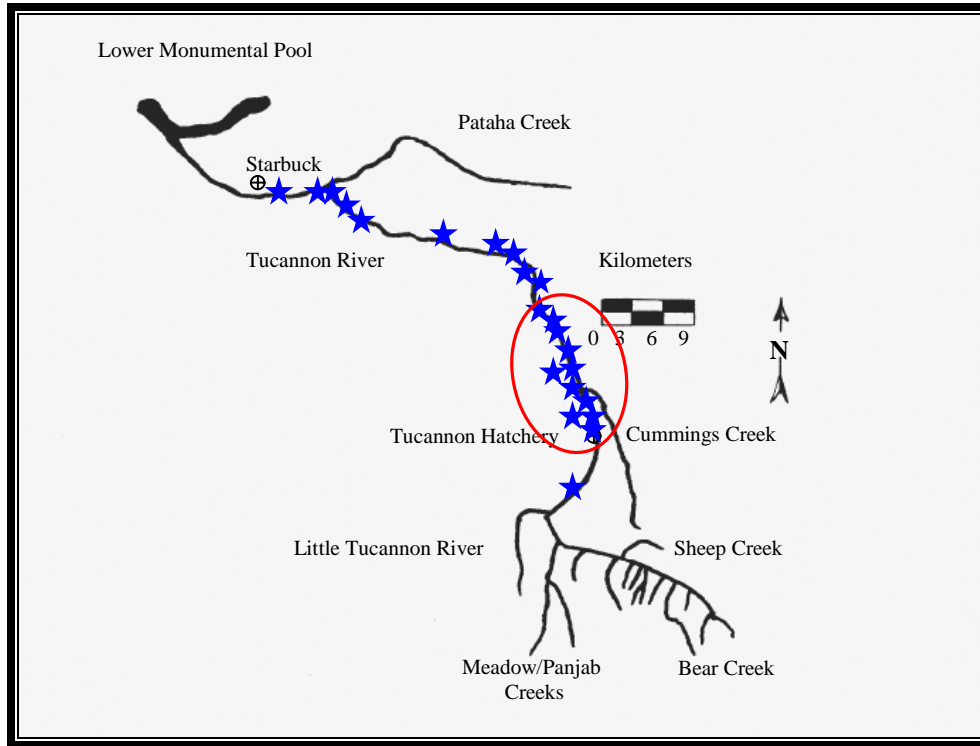 Lower Monumental Pool
Pataha Creek
Starbuck
Tucannon River
Kilometers
0 3 6 9
N
Tucannon Hatchery
Cummings Creek
Little Tucannon River
Sheep Creek
Meadow/Panjab
Creeks
Bear Creek